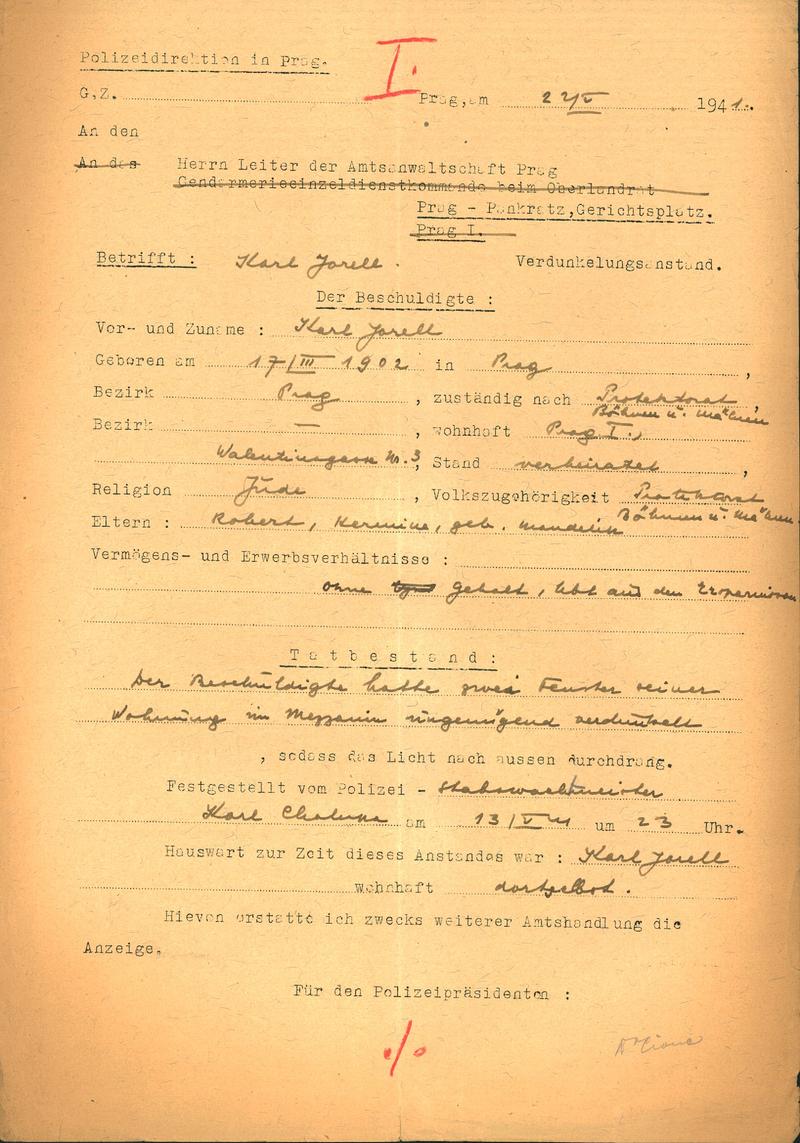 Polizeidirektion in Prag.
I.
G.Z. Prag, am 22/V 1941.
An den
An das Herrn Leiter der Amtsanwaltschaft Prag
Gendarmerieeinzeldienstkommando beim Oberlandrat
Prag - Pankratz, Gerichtsplatz.
Prag I.
Betrifft : Karl Jorell. Verdunkelungsanstand.
Der Beschuldigte :
Vor- und Zuname : Karl Jorell
Geboren am 17/III 1902 in Prag,
Bezirk Prag, zuständig nach Protektorat,
Böhmen u. Mähren
Bezirk —, wohnhaft Prag I.,
Nr. 3, Stand verheiratet,
Religion Jude, Volkszugehörigkeit Protektorat
Böhmen u. Mähren.
Eltern : Robert, Hermine, geb.
Vermögens- und Erwerbsverhältnisse :
ohne Gehalt, lebt aus den
Tatbestand :
Der Beschuldigte hatte zwei Fenster seiner
Wohnung im Mezzanin ungenügend verdunkelt
, sodass das Licht nach aussen durchdrang.
Festgestellt vom Polizei - Stabswachtmeister
Karl am 13/V 41 um 23 Uhr.
Hauswart zur Zeit dieses Anstandes war : Karl Jorell
wohnhaft dortselbst.
Hievon erstatte ich zwecks weiterer Amtshandlung die
Anzeige.
Für den Polizeipräsidenten :
./.